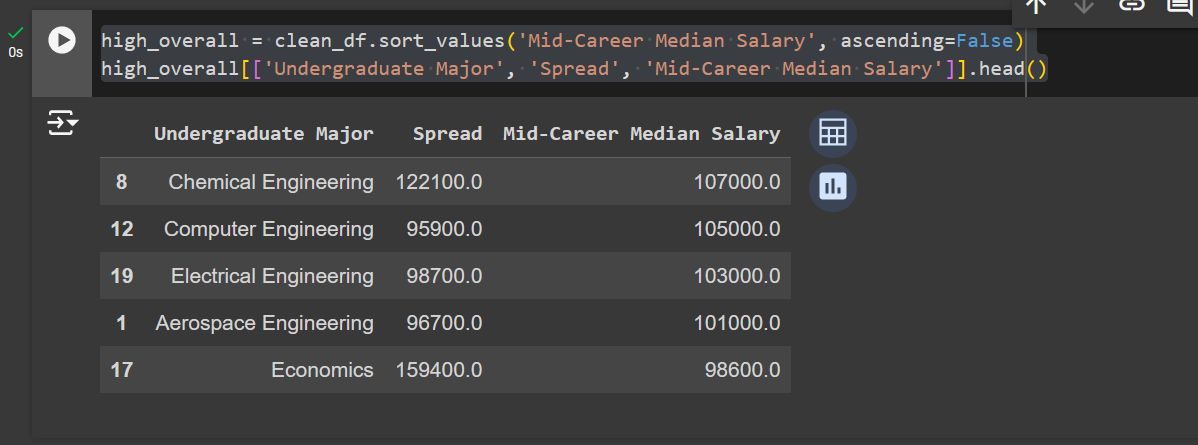 high_overall = clean_df.sort_values('Mid-Career Median Salary', ascending=False)
0s
high_overall[['Undergraduate Major', 'Spread', 'Mid-Career Median Salary']].head()
Undergraduate Major Spread Mid-Career Median Salary
8 Chemical Engineering 122100.0 107000.0
12 Computer Engineering 95900.0 105000.0
19 Electrical Engineering 98700.0 103000.0
1 Aerospace Engineering 96700.0 101000.0
17 Economics 159400.0 98600.0